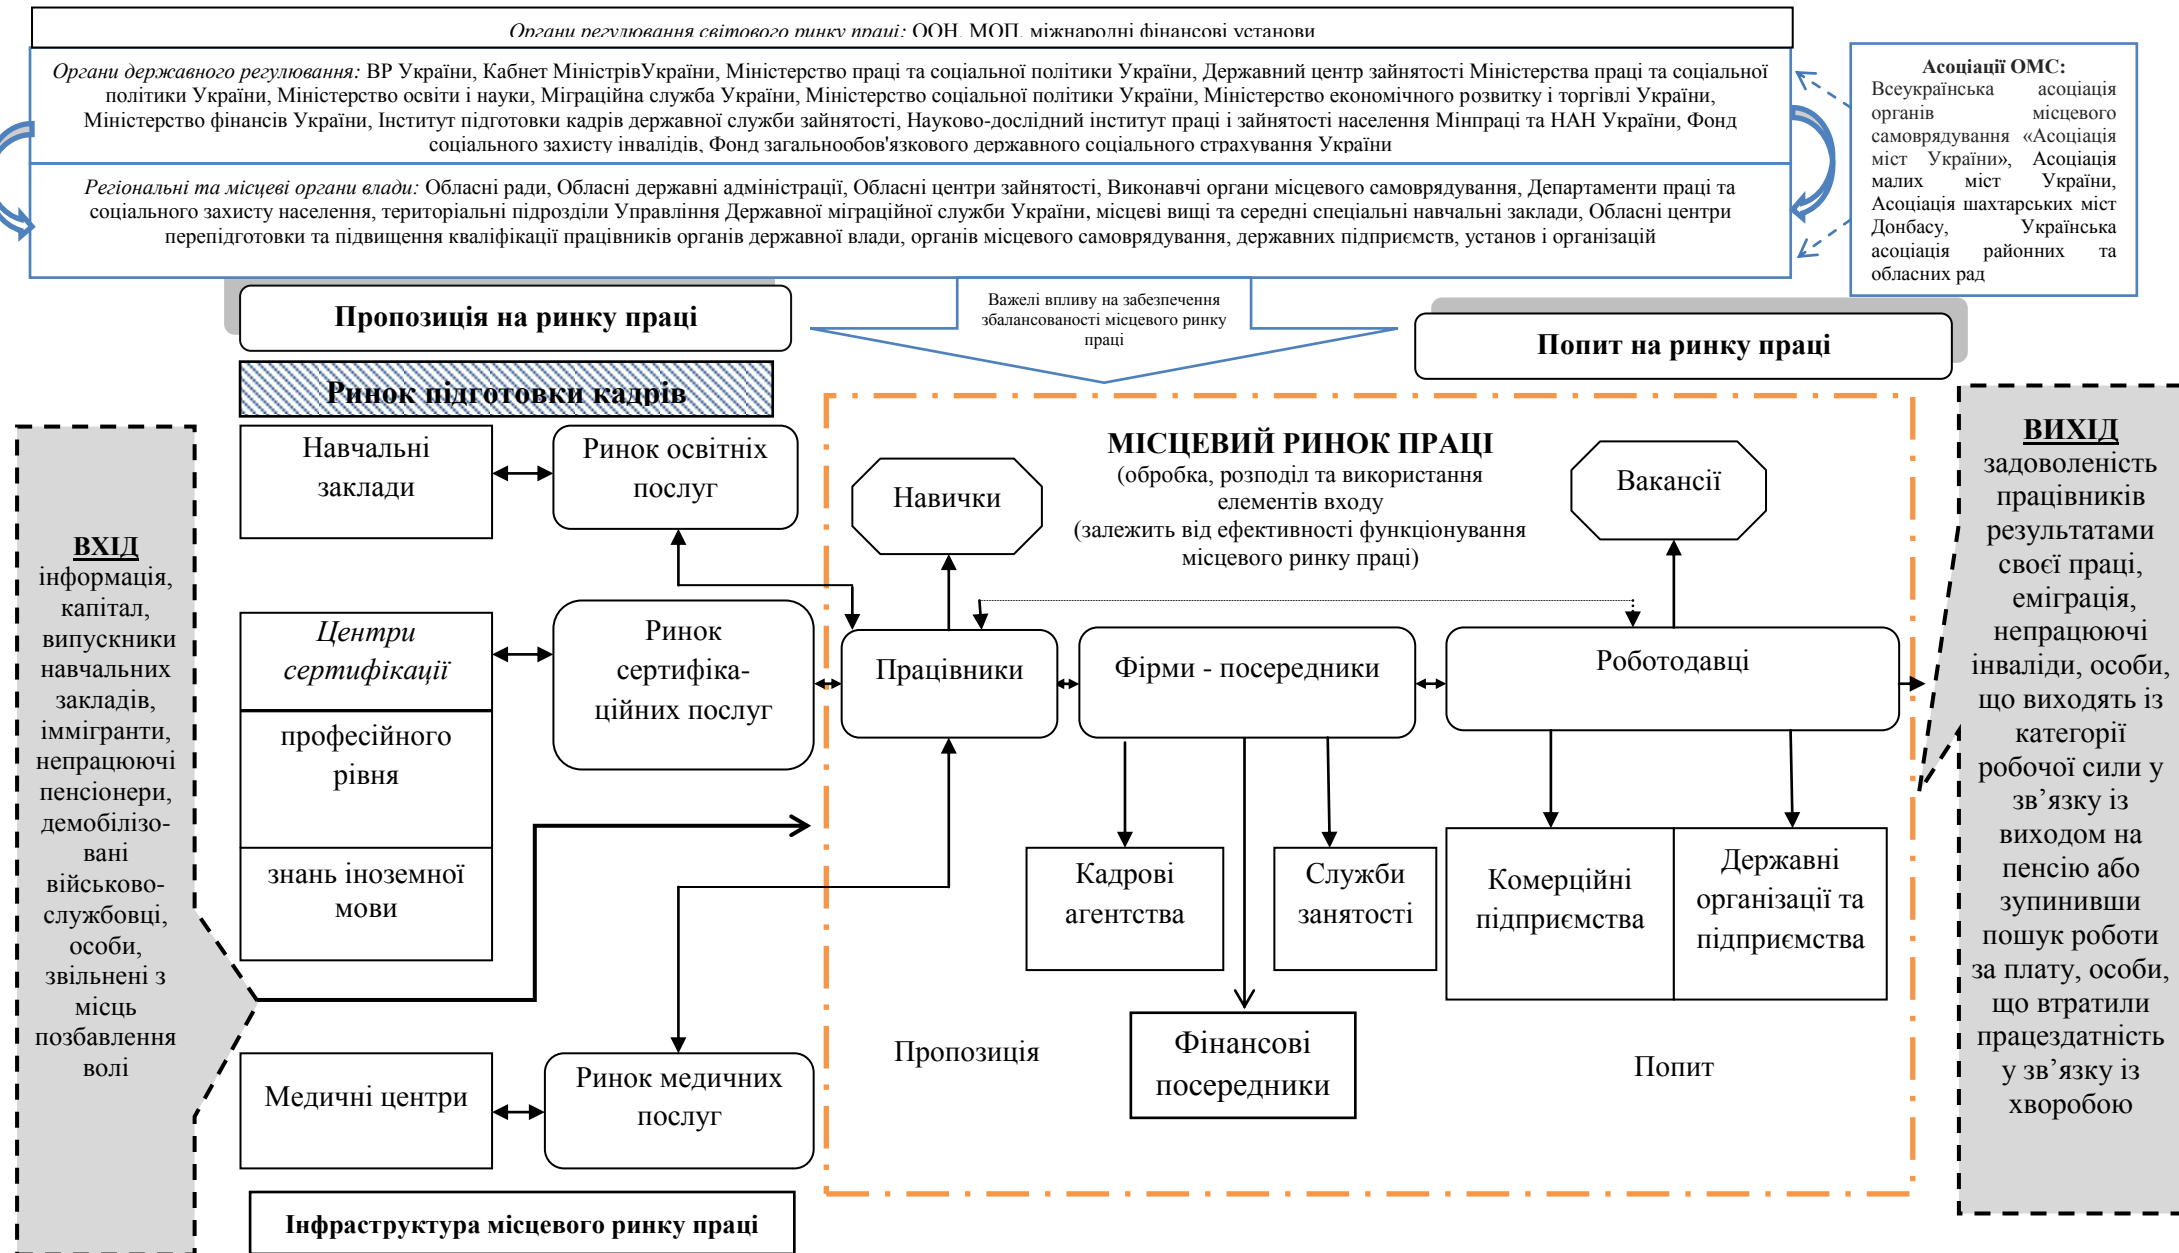 Органи регулювання світового ринку праці: ООН, МОП, міжнародні фінансові установи
Органи державного регулювання: ВР України, Кабнет МіністрівУкраїни, Міністерство праці та соціальної політики України, Державний центр зайнятості Міністерства праці та соціальної
політики України, Міністерство освіти і науки, Міграційна служба України, Міністерство соціальної політики України, Міністерство економічного розвитку і торгівлі України,
Міністерство фінансів України, Інститут підготовки кадрів державної служби зайнятості, Науково-дослідний інститут праці і зайнятості населення Мінпраці та НАН України, Фонд
соціального захисту інвалідів, Фонд загальнообов'язкового державного соціального страхування України
Регіональні та місцеві органи влади: Обласні ради, Обласні державні адміністрації, Обласні центри зайнятості, Виконавчі органи місцевого самоврядування, Департаменти праці та
соціального захисту населення, територіальні підрозділи Управління Державної міграційної служби України, місцеві вищі та середні спеціальні навчальні заклади, Обласні центри
перепідготовки та підвищення кваліфікації працівників органів державної влади, органів місцевого самоврядування, державних підприємств, установ і організацій
Асоціації ОМС:
Всеукраїнська асоціація
органів місцевого
самоврядування «Асоціація
міст України», Асоціація
малих міст України,
Асоціація шахтарських міст
Донбасу, Українська
асоціація районних та
обласних рад
Пропозиція на ринку праці
Важелі впливу на забезпечення
збалансованості місцевого ринку
праці
Попит на ринку праці
Ринок підготовки кадрів
ВХІД
інформація,
капітал,
випускники
навчальних
закладів,
іммігранти,
непрацюючі
пенсіонери,
демобілізо-
вані
військово-
службовці,
особи,
звільнені з
місць
позбавлення
волі
Навчальні
заклади
Ринок освітніх
послуг
Центри
сертифікації
професійного
рівня
знань іноземної
мови
Ринок
сертифіка-
ційних послуг
Медичні центри
Ринок медичних
послуг
Інфраструктура місцевого ринку праці
МІСЦЕВИЙ РИНОК ПРАЦІ
(обробка, розподіл та використання
елементів входу
(залежить від ефективності функціонування
місцевого ринку праці)
Навички
Вакансії
Працівники
Фірми - посередники
Роботодавці
Кадрові
агентства
Служби
занятості
Комерційні
підприємства
Державні
організації та
підприємства
Фінансові
посередники
Пропозиція
Попит
ВИХІД
задоволеність
працівників
результатами
своєї праці,
еміграція,
непрацюючі
інваліди, особи,
що виходять із
категорії
робочої сили у
зв’язку із
виходом на
пенсію або
зупинивши
пошук роботи
за плату, особи,
що втратили
працездатність
у зв’язку із
хворобою